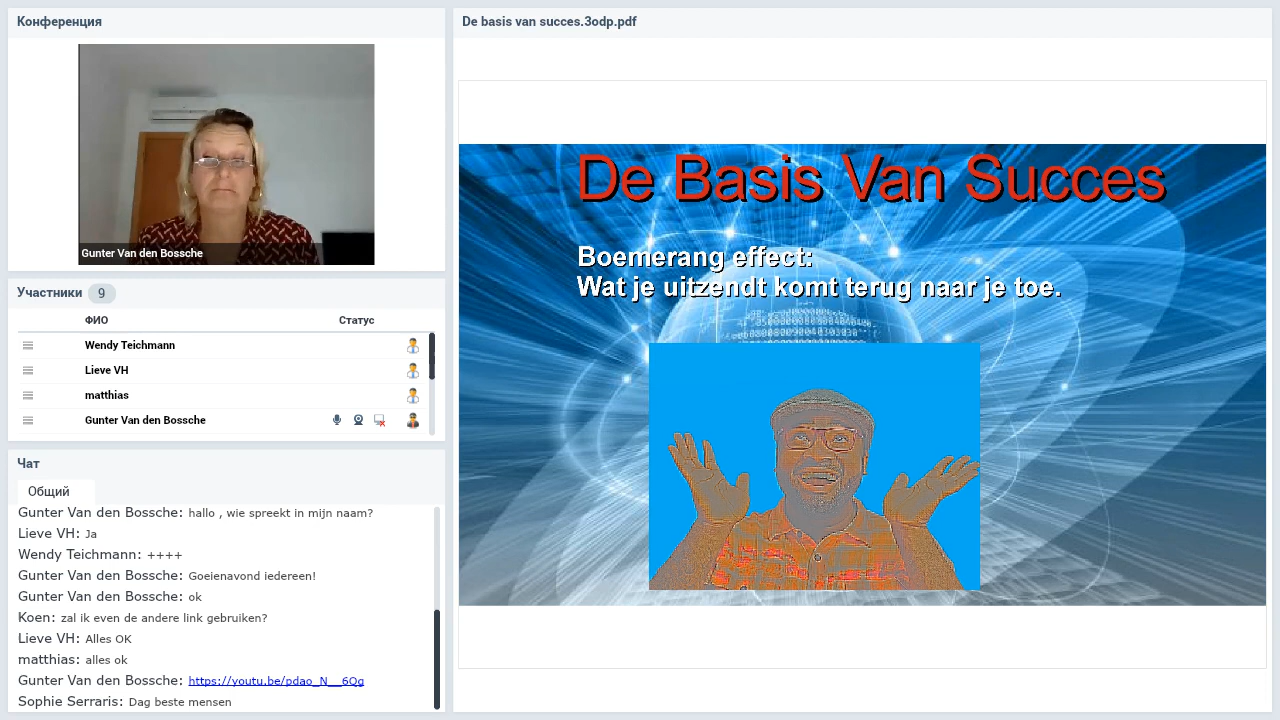 Конференция
Gunter Van den Bossche
Участники 9
ФИО Статус
Wendy Teichmann
Lieve VH
matthias
Gunter Van den Bossche
Чат
Общий
Gunter Van den Bossche: hallo , wie spreekt in mijn naam?
Lieve VH: Ja
Wendy Teichmann: ++++
Gunter Van den Bossche: Goeienavond iedereen!
Gunter Van den Bossche: ok
Koen: zal ik even de andere link gebruiken?
Lieve VH: Alles OK
matthias: alles ok
Gunter Van den Bossche: https://youtu.be/pdao_N__6Qg
Sophie Serraris: Dag beste mensen
De basis van succes.3odp.pdf
De Basis Van Succes
Boemerang effect:
Wat je uitzendt komt terug naar je toe.